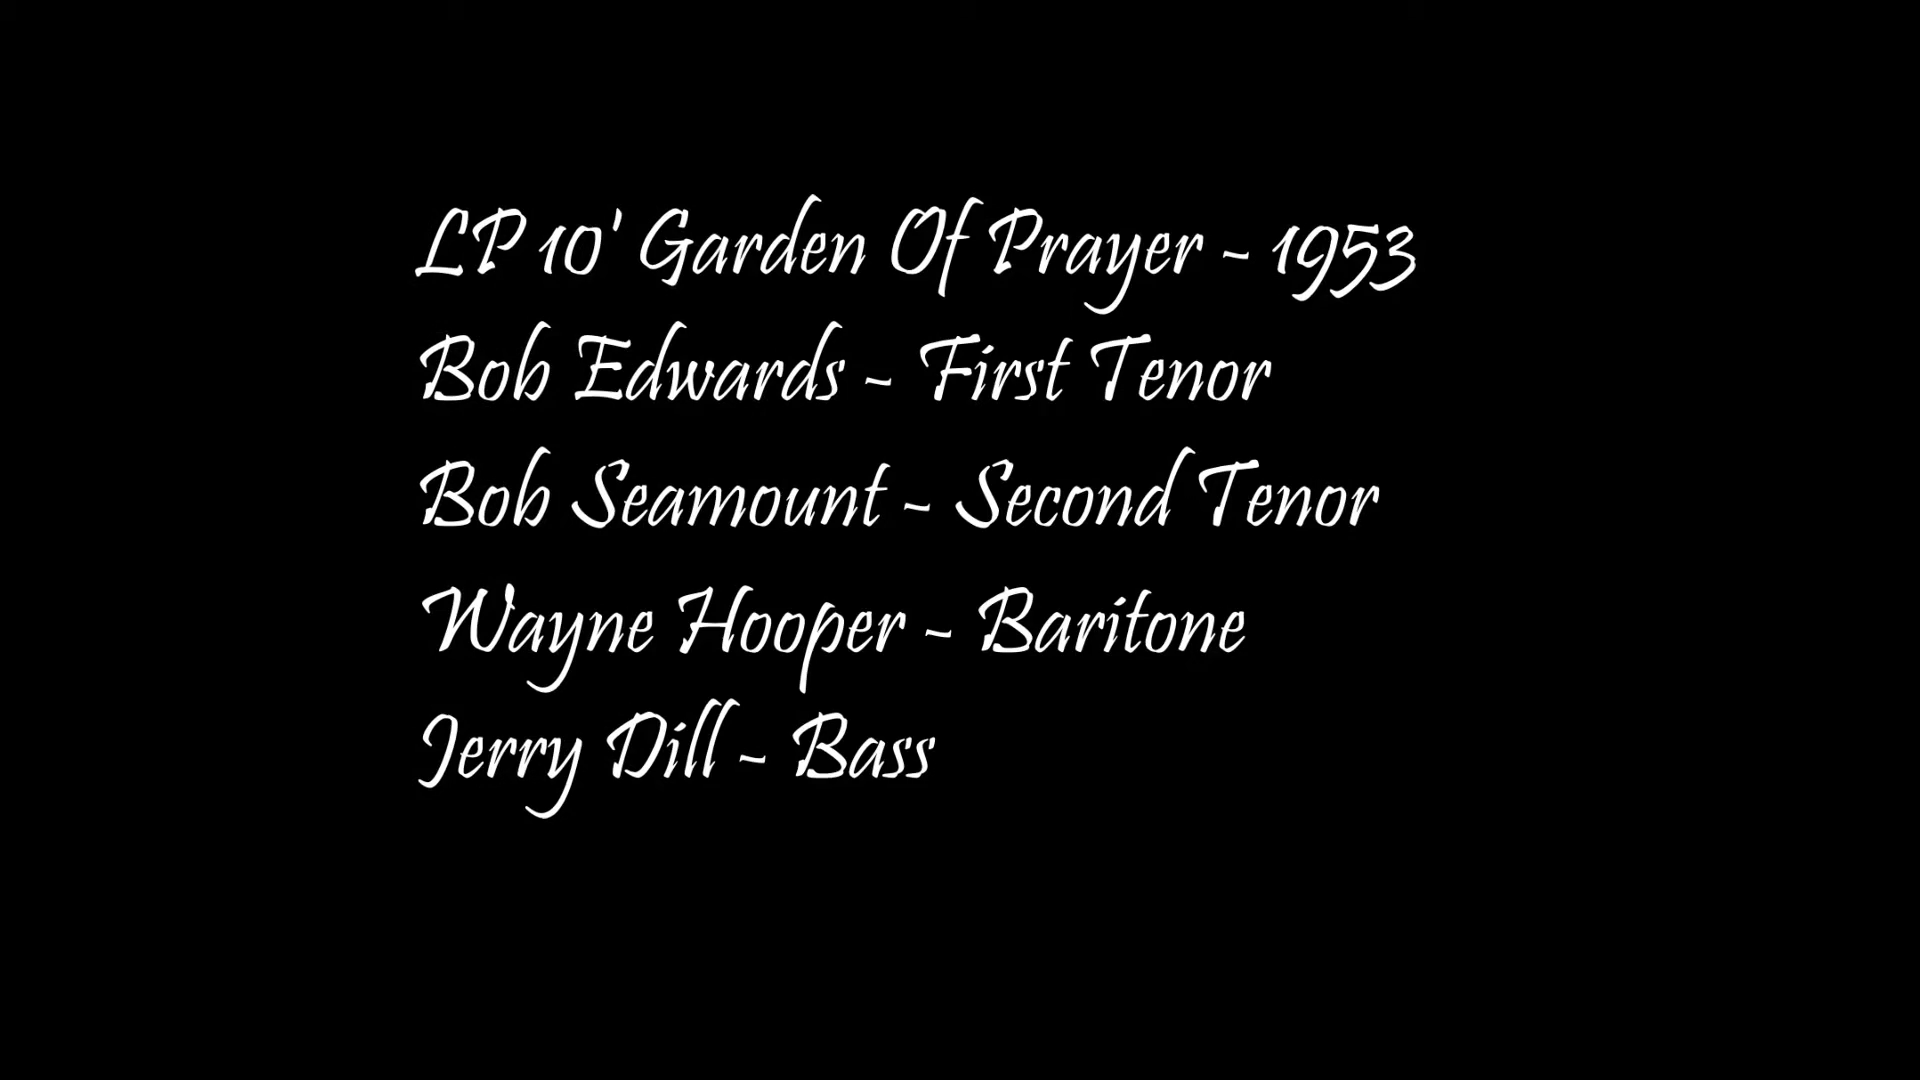 LP 10' Garden Of Prayer - 1953
Bob Edwards - First Tenor
Bob Seamount - Second Tenor
Wayne Hooper - Baritone
Jerry Dill - Bass